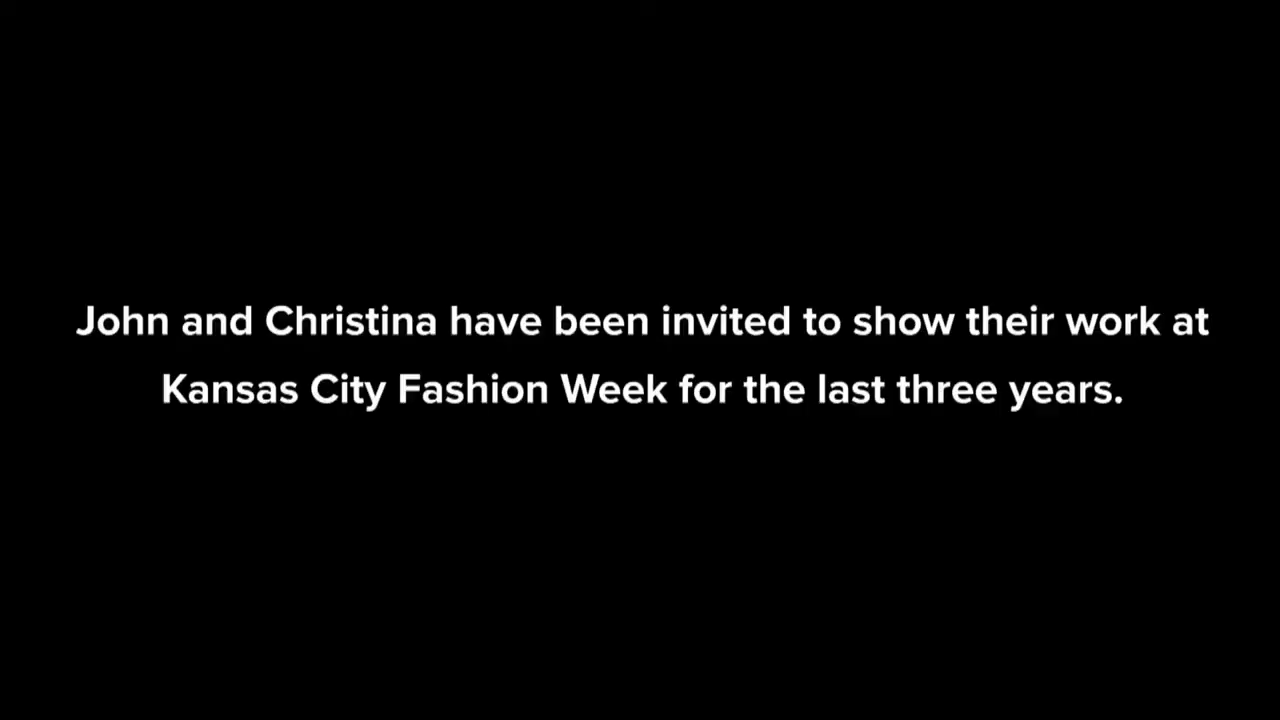 John and Christina have been invited to show their work at
Kansas City Fashion Week for the last three years.